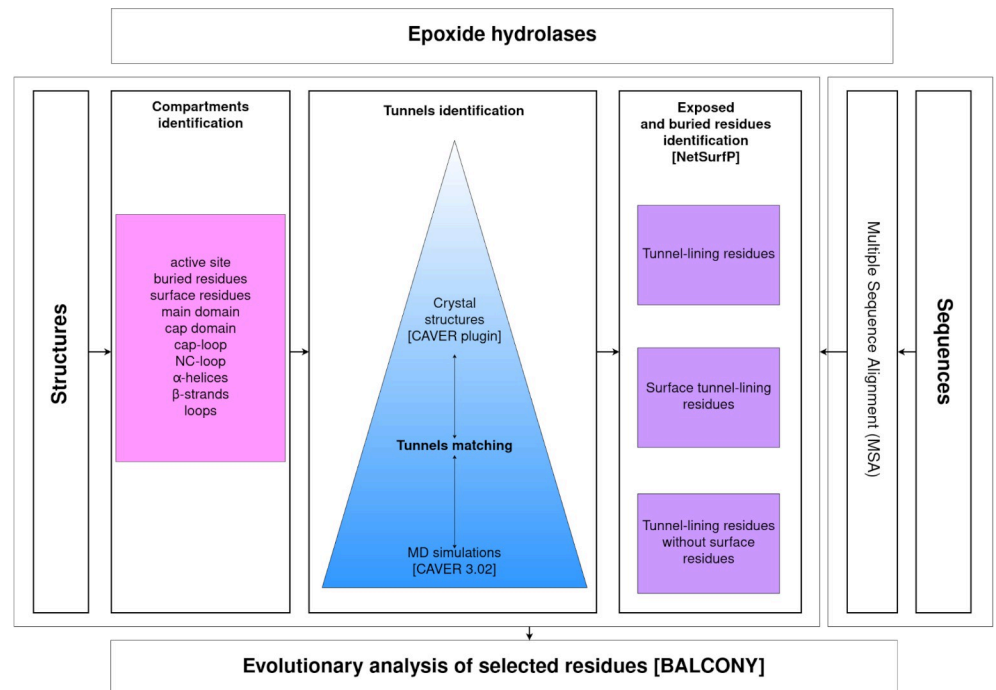 Epoxide hydrolases
Structures
Compartments
identification
active site
buried residues
surface residues
main domain
cap domain
cap-loop
NC-loop
α-helices
β-strands
loops
Tunnels identification
Crystal
structures
[CAVER plugin]
Tunnels matching
MD simulations
[CAVER 3.02]
Exposed
and buried residues
identification
[NetSurfP]
Tunnel-lining residues
Surface tunnel-lining
residues
Tunnel-lining residues
without surface
residues
Multiple Sequence Alignment (MSA)
Sequences
Evolutionary analysis of selected residues [BALCONY]